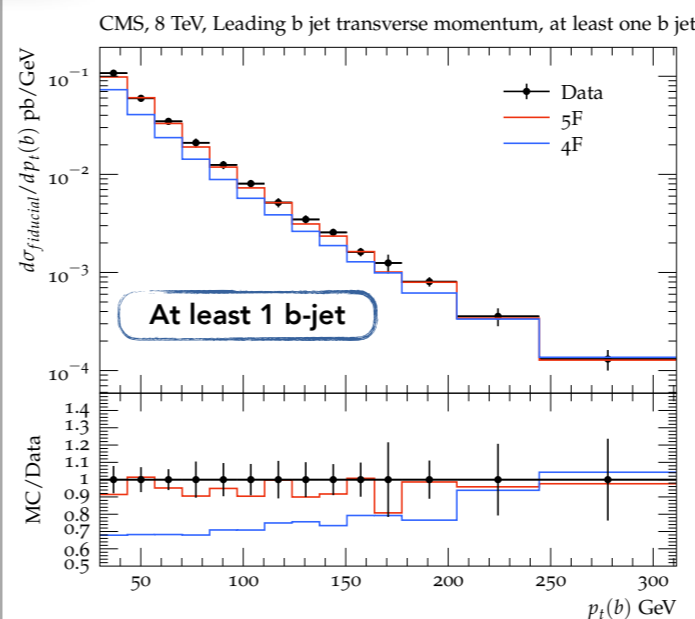 CMS, 8 TeV, Leading b jet transverse momentum, at least one b jet
dσ_{fiducial}/dp_t(b) pb/GeV
10^{-1}
10^{-2}
10^{-3}
10^{-4}
Data
5F
4F
At least 1 b-jet
MC/Data
1.4
1.3
1.2
1.1
1
0.9
0.8
0.7
0.6
0.5
50
100
150
200
250
300
p_t(b) GeV